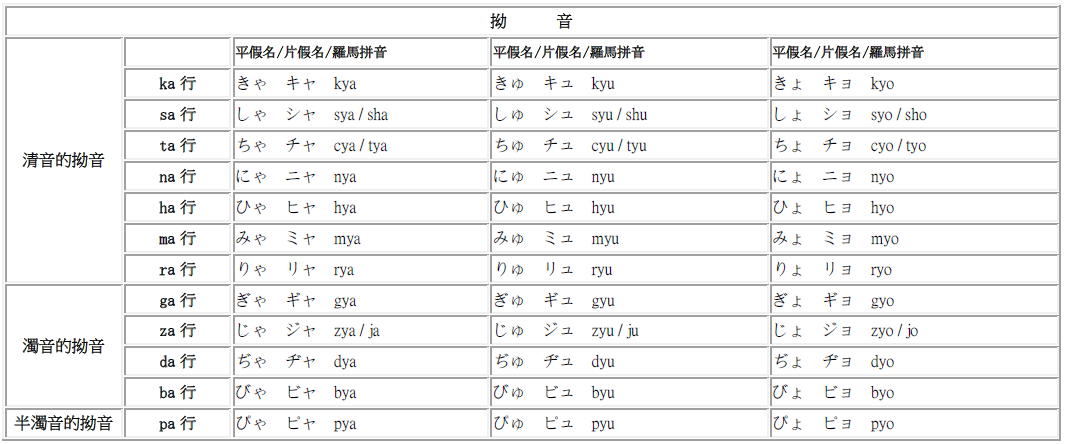 拗 音
平假名/片假名/羅馬拼音 平假名/片假名/羅馬拼音 平假名/片假名/羅馬拼音
清音的拗音
ka 行 きゃ キャ kya きゅ キュ kyu きょ キョ kyo
sa 行 しゃ シャ sya / sha しゅ シュ syu / shu しょ ショ syo / sho
ta 行 ちゃ チャ cya / tya ちゅ チュ cyu / tyu ちょ チョ cyo / tyo
na 行 にゃ ニャ nya にゅ ニュ nyu にょ ニョ nyo
ha 行 ひゃ ヒャ hya ひゅ ヒュ hyu ひょ ヒョ hyo
ma 行 みゃ ミャ mya みゅ ミュ myu みょ ミョ myo
ra 行 りゃ リャ rya りゅ リュ ryu りょ リョ ryo
濁音的拗音
ga 行 ぎゃ ギャ gya ぎゅ ギュ gyu ぎょ ギョ gyo
za 行 じゃ ジャ zya / ja じゅ ジュ zyu / ju じょ ジョ zyo / jo
da 行 ぢゃ ヂャ dya ぢゅ ヂュ dyu ぢょ ヂョ dyo
ba 行 びゃ ビャ bya びゅ ビュ byu びょ ビョ byo
半濁音的拗音
pa 行 ぴゃ ピャ pya ぴゅ ピュ pyu ぴょ ピョ pyo